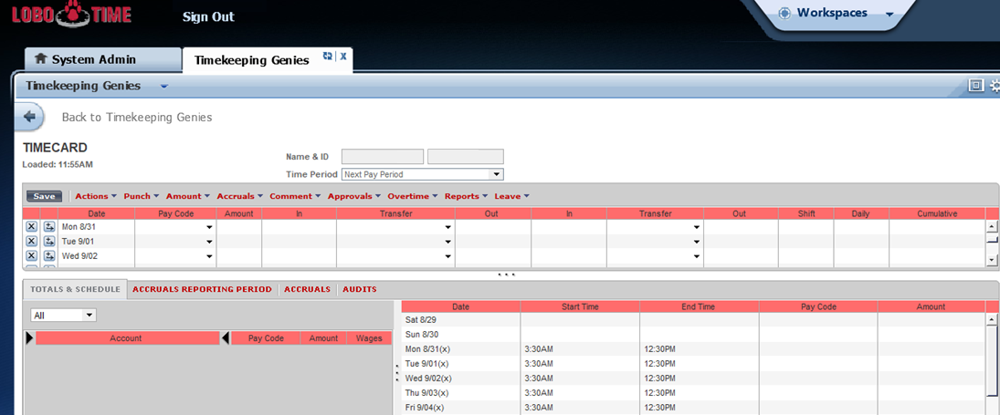 LOBO TIME
Sign Out
Workspaces
System Admin
Timekeeping Genies
x
Timekeeping Genies
Back to Timekeeping Genies
TIMECARD
Loaded: 11:55AM
Name & ID
Time Period Next Pay Period
Save Actions Punch Amount Accruals Comment Approvals Overtime Reports Leave
Date Pay Code Amount In Transfer Out In Transfer Out Shift Daily Cumulative
Mon 8/31
Tue 9/01
Wed 9/02
TOTALS & SCHEDULE ACCRUALS REPORTING PERIOD ACCRUALS AUDITS
All
Account Pay Code Amount Wages
Date Start Time End Time Pay Code Amount
Sat 8/29
Sun 8/30
Mon 8/31(x) 3:30AM 12:30PM
Tue 9/01(x) 3:30AM 12:30PM
Wed 9/02(x) 3:30AM 12:30PM
Thu 9/03(x) 3:30AM 12:30PM
Fri 9/04(x) 3:30AM 12:30PM